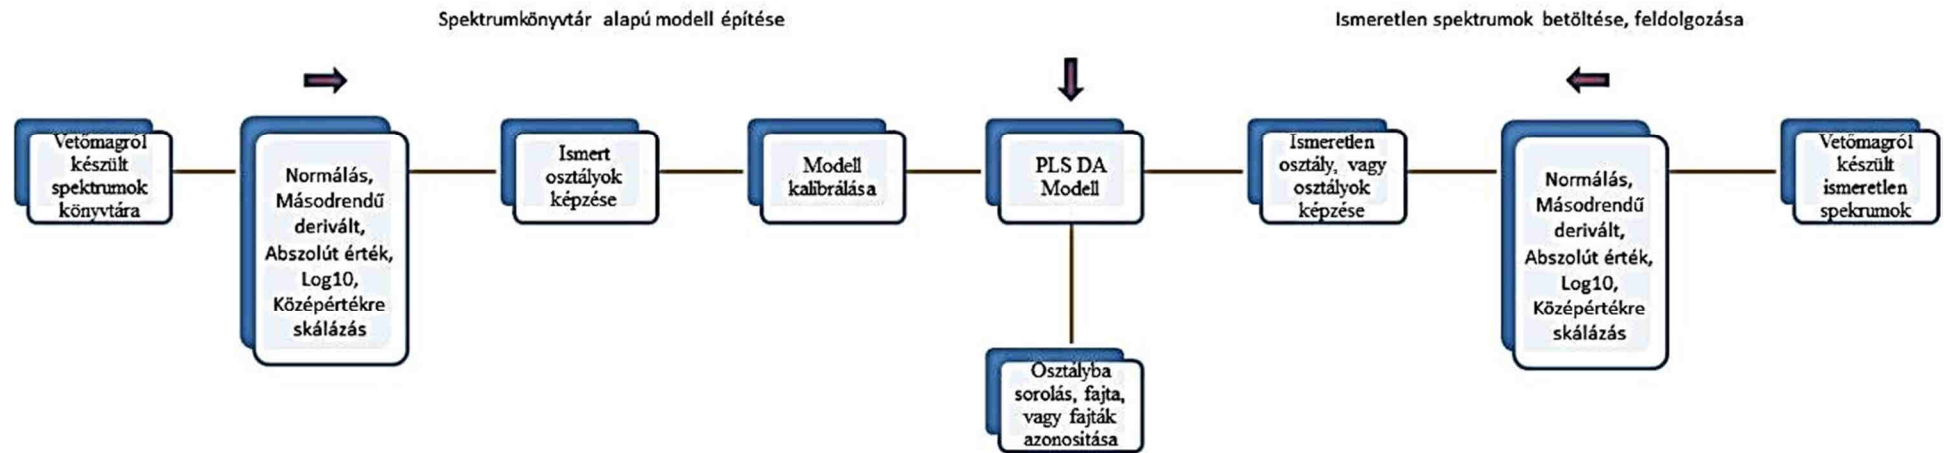 Spektrumkönyvtár alapú modell építése
Ismeretlen spektrumok betöltése, feldolgozása
Vetőmagról
készült
spektrumok
könyvtára
Normálás,
Másodrendű
derivált,
Abszolút érték,
Log10,
Középértékre
skálázás
Ismert
osztályok
képzése
Modell
kalibrálása
PLS DA
Modell
Osztályba
sorolás, fajta,
vagy fajták
azonositása
Ismeretlen
osztály, vagy
osztályok
képzése
Normálás,
Másodrendű
derivált,
Abszolút érték,
Log10,
Középértékre
skálázás
Vetőmagról
készült
ismeretlen
spekrumok